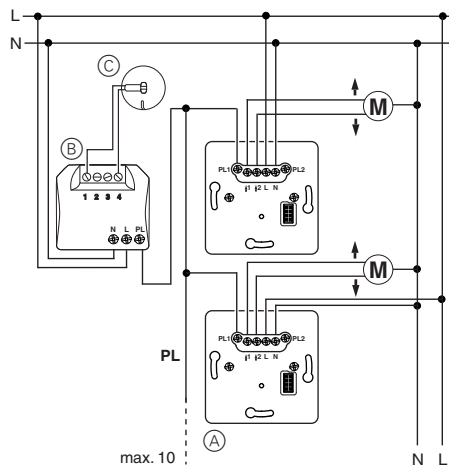 L
N
C
M
B
1 2 3 4
N L PL
PL1 PL2
1 2 L N
M
PL
PL1 PL2
1 2 L N
A
max. 10
N L